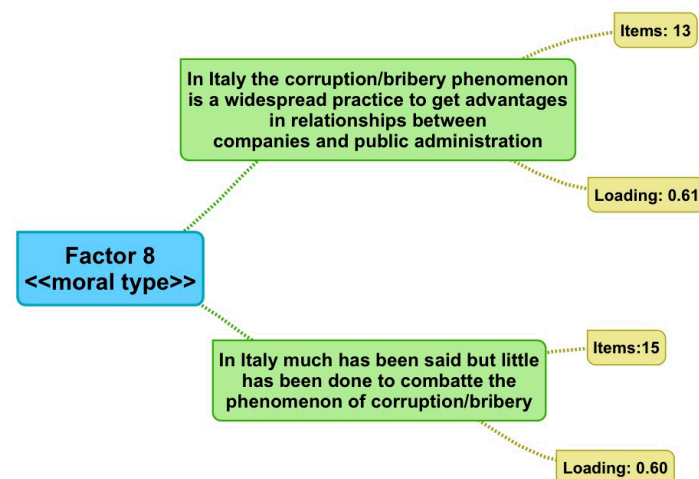 Items: 13
In Italy the corruption/bribery phenomenon
is a widespread practice to get advantages
in relationships between
companies and public administration
Loading: 0.61
Factor 8
<<moral type>>
Items:15
In Italy much has been said but little
has been done to combatte the
phenomenon of corruption/bribery
Loading: 0.60